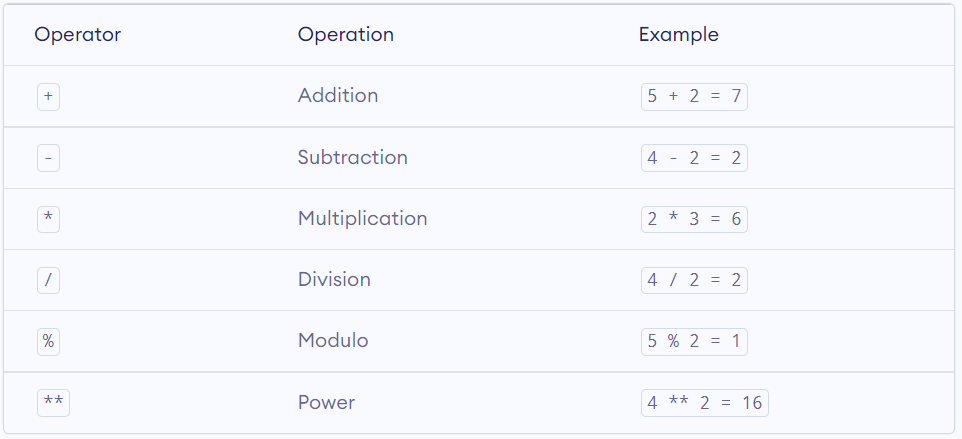 Operator Operation Example
+ Addition 5 + 2 = 7
- Subtraction 4 - 2 = 2
* Multiplication 2 * 3 = 6
/ Division 4 / 2 = 2
% Modulo 5 % 2 = 1
** Power 4 ** 2 = 16